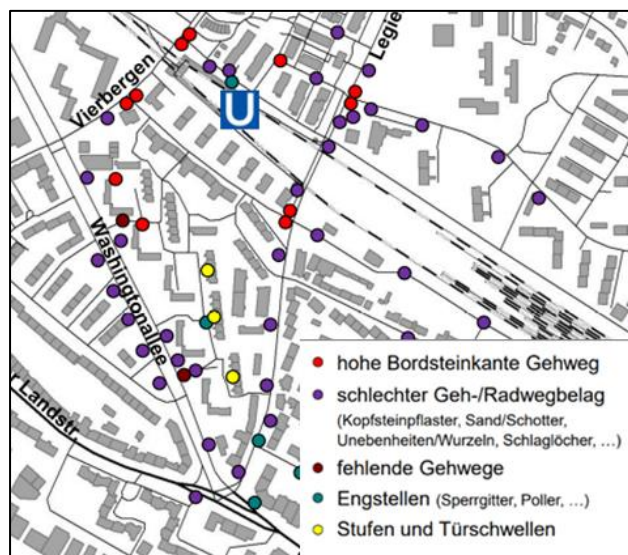 Vierbergen
Legie
U
Washingtonallee
r Landstr.
hohe Bordsteinkante Gehweg
schlechter Geh-/Radwegbelag
(Kopfsteinpflaster, Sand/Schotter,
Unebenheiten/Wurzeln, Schlaglöcher, ...)
fehlende Gehwege
Engstellen (Sperrgitter, Poller, ...)
Stufen und Türschwellen